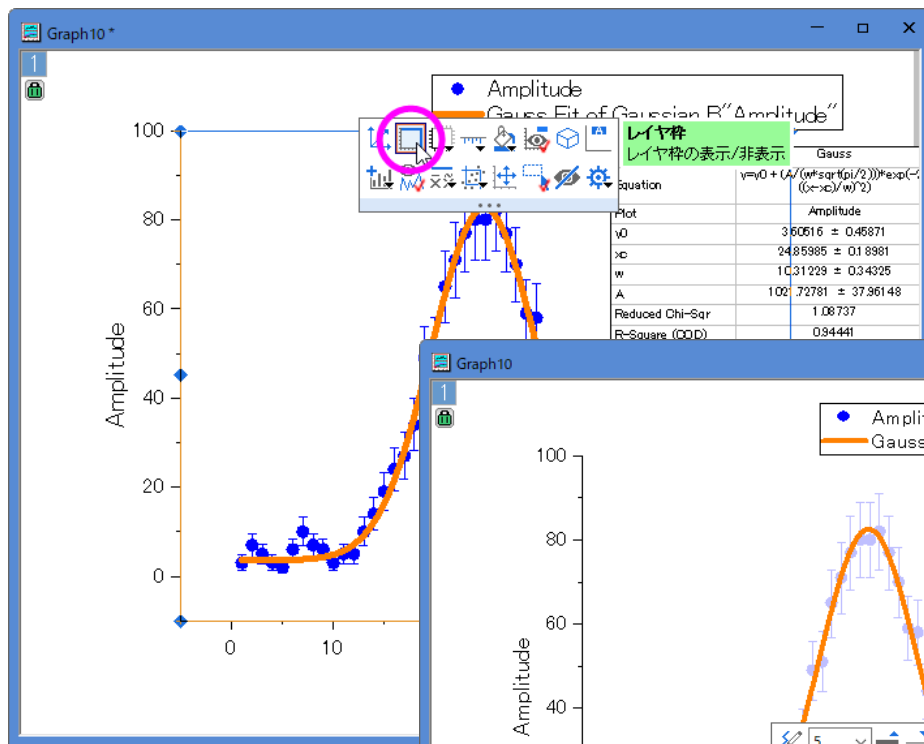 Graph10 *
1
Amplitude
Gauss Fit of Gaussian B"Amplitude"
レイヤ枠
レイヤ枠の表示/非表示
Gauss
Equation
y=y0 + (A/(w*sqrt(pi/2)))*exp(-2
((x-xc)/w)^2)
Plot
Amplitude
y0
3.60516 ± 0.45871
xc
24.85985 ± 0.18981
w
10.31229 ± 0.34325
A
1021.72781 ± 37.96148
Reduced Chi-Sqr
1.08737
R-Square (COD)
0.94441
100
80
60
40
20
0
Amplitude
0
10
Graph10
1
Ampli
Gauss
100
80
60
40
Amplitude
5